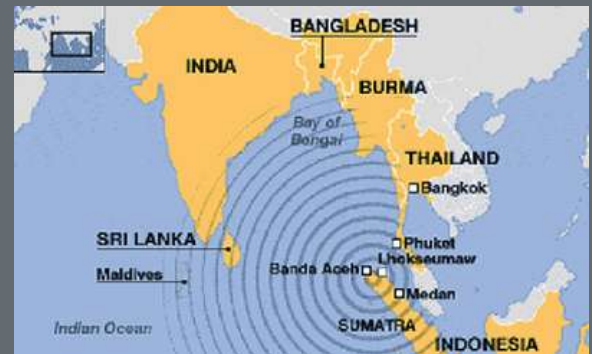 BANGLADESH
INDIA
BURMA
Bay of
Bengal
THAILAND
Bangkok
SRI LANKA
Phuket
Lhokseumaw
Banda Aceh
Maldives
Medan
Indian Ocean
SUMATRA
INDONESIA